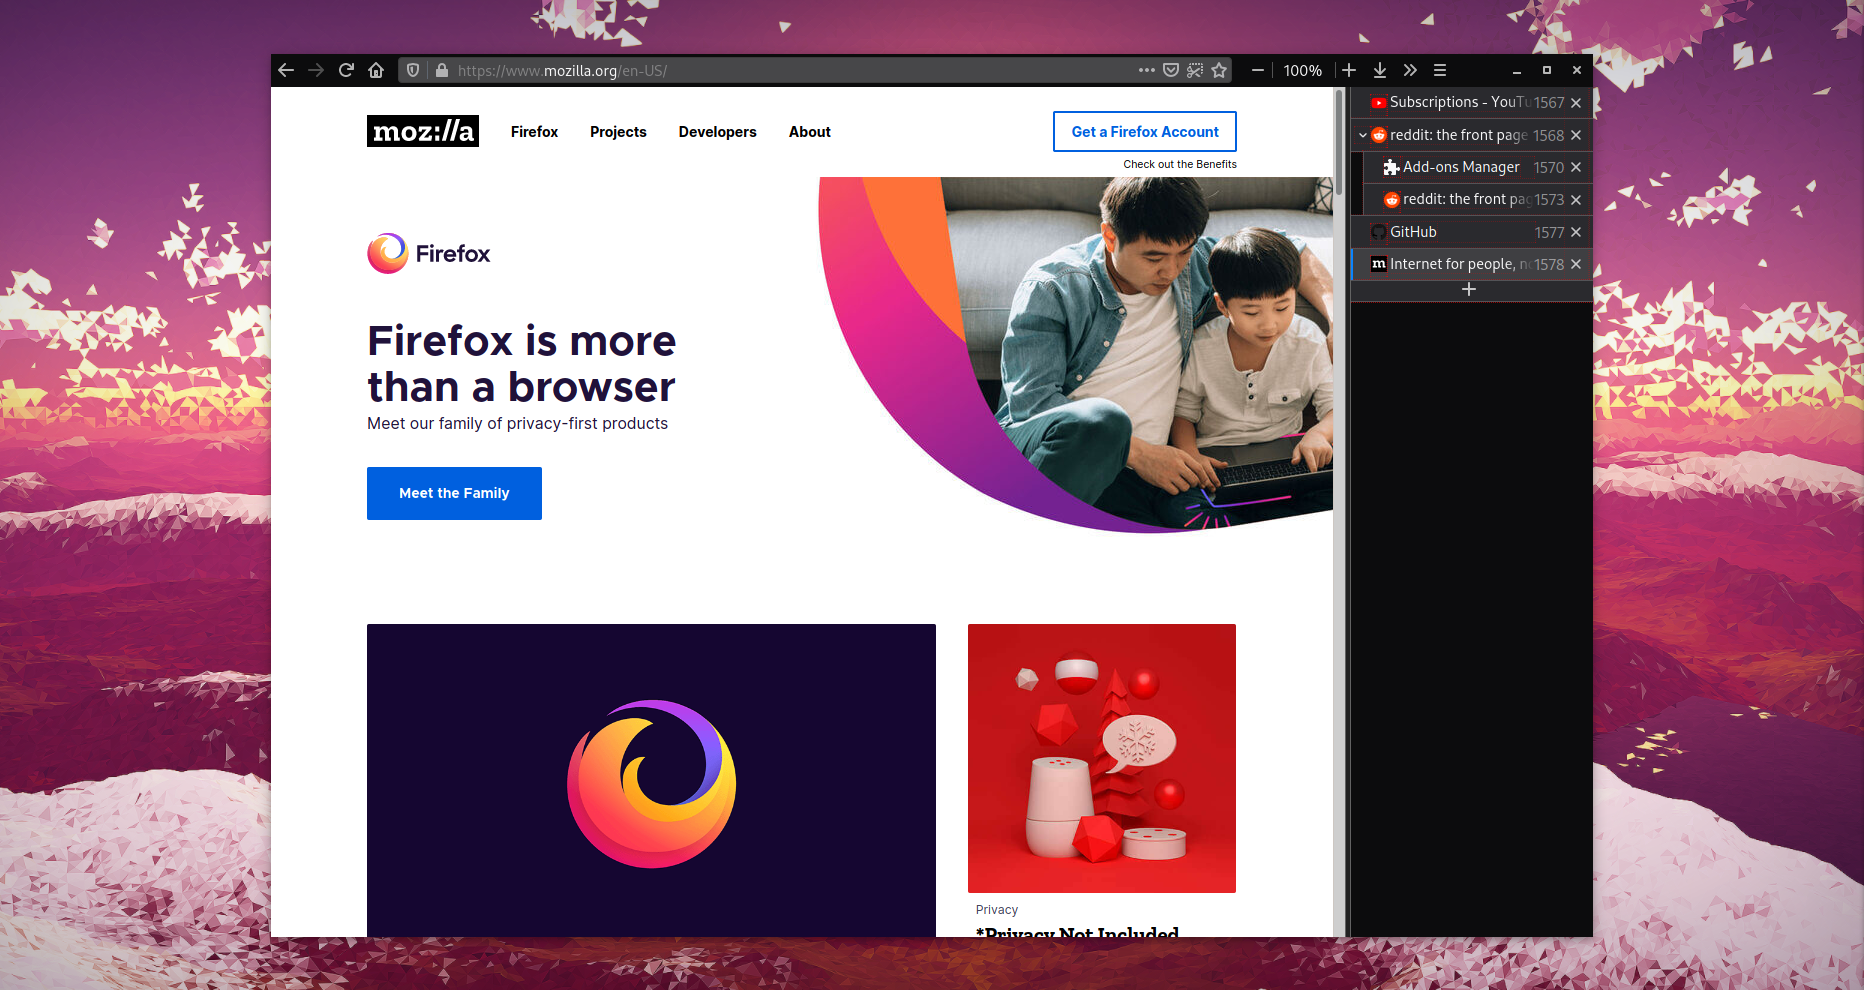 https://www.mozilla.org/en-US/
100%
moz://a
Firefox
Projects
Developers
About
Get a Firefox Account
Check out the Benefits
Firefox
Firefox is more
than a browser
Meet our family of privacy-first products
Meet the Family
Privacy
*Privacy Not Included
Subscriptions - YouTu 1567
reddit: the front page 1568
Add-ons Manager 1570
reddit: the front pag 1573
GitHub 1577
m Internet for people, 1578